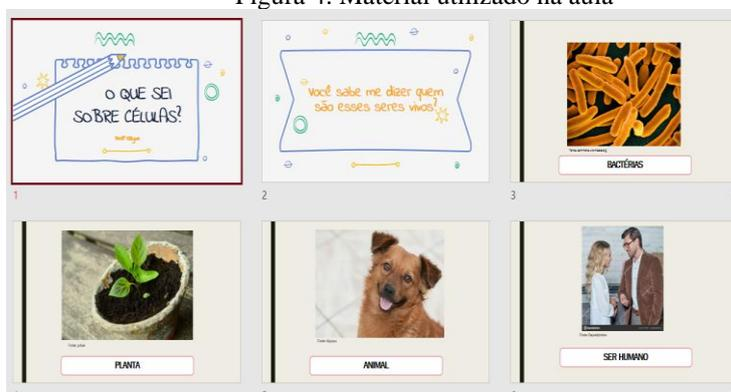 Figura 4. Material utilizado na aula
O QUE SEI
SOBRE CÉLULAS?
1
Você sabe me dizer quem
são esses seres vivos?
2
BACTÉRIAS
3
PLANTA
ANIMAL
SER HUMANO